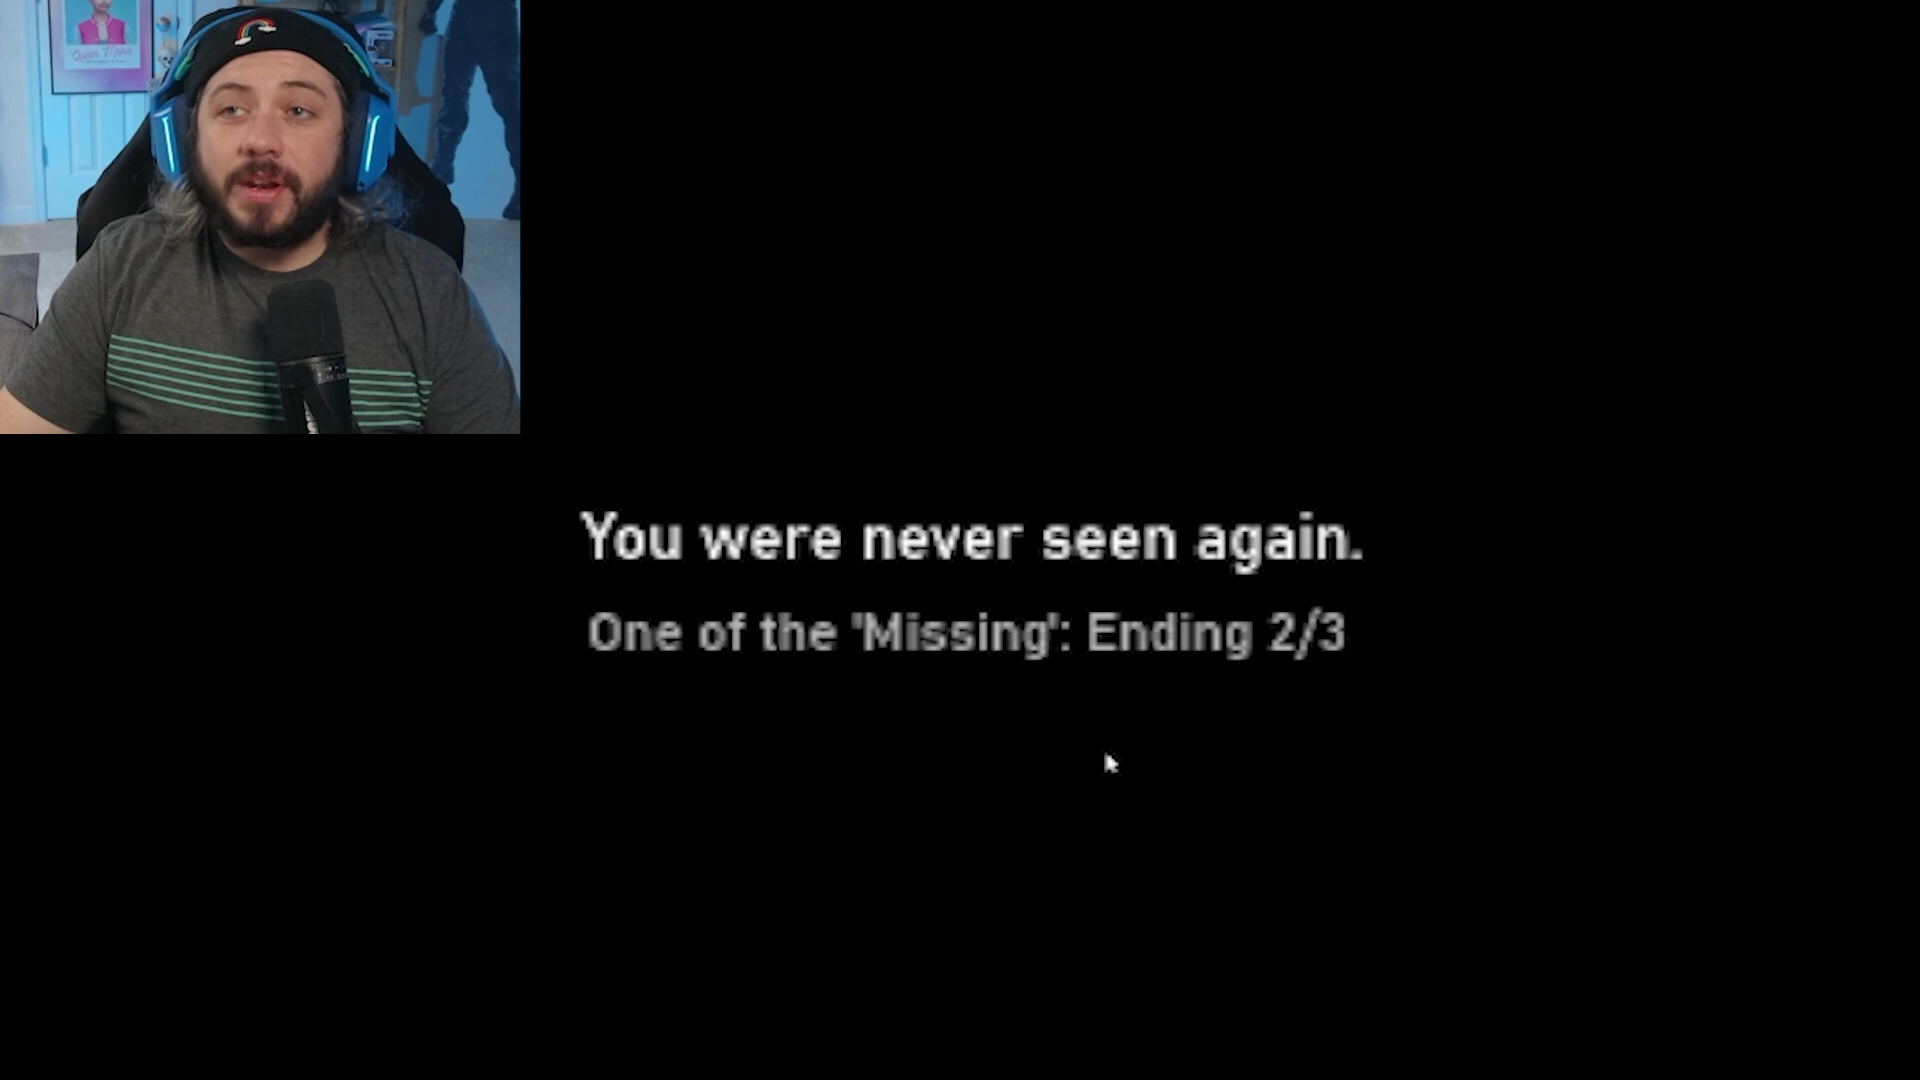 You were never seen again.
One of the 'Missing': Ending 2/3